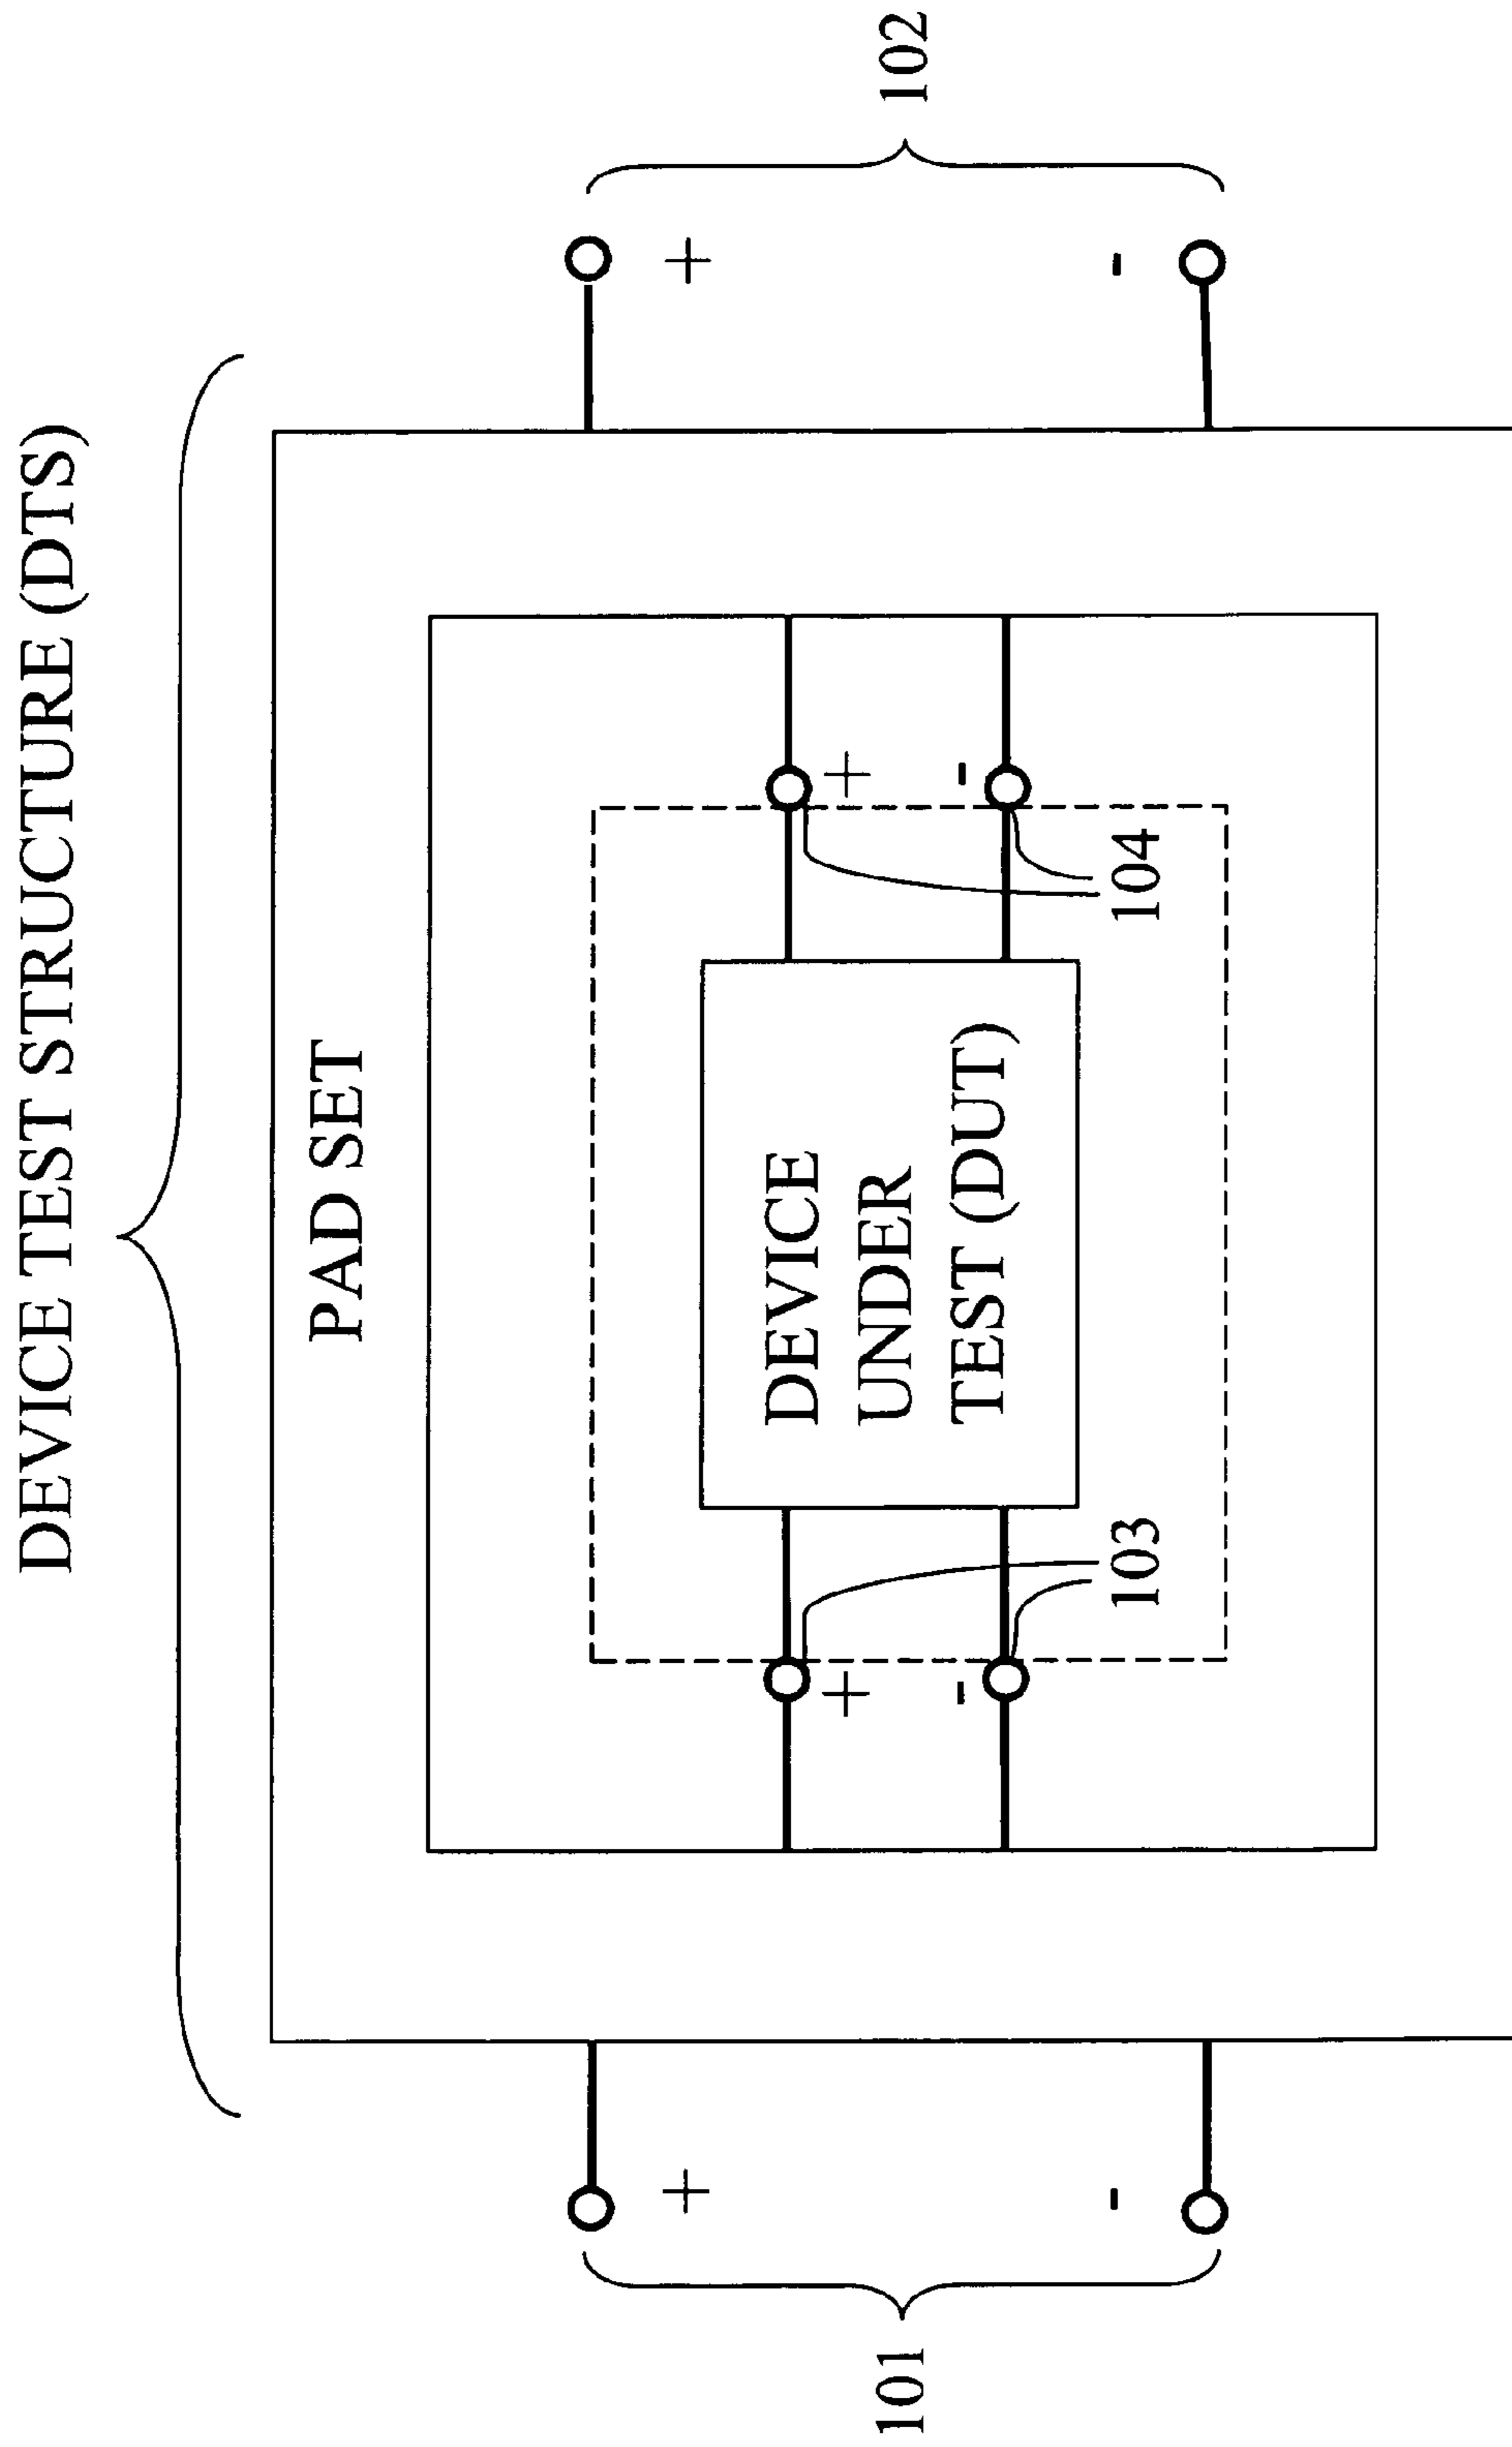 DEVICE TEST STRUCTURE (DTS)
PAD SET
101
+
-
102
+
-
DEVICE
UNDER
TEST (DUT)
+
-
103
+
-
104